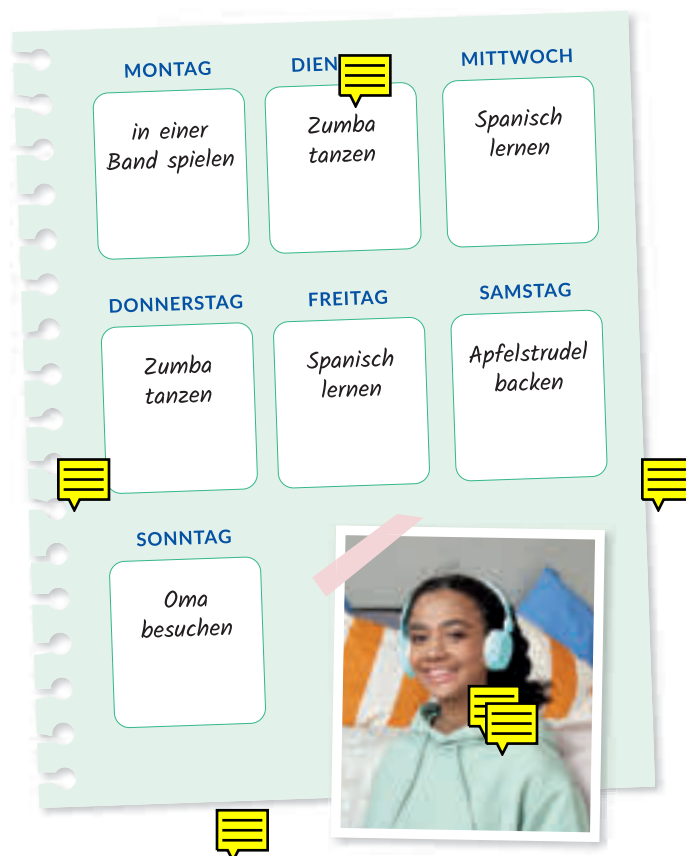 MONTAG
in einer
Band spielen
DIEN
Zumba
tanzen
MITTWOCH
Spanisch
lernen
DONNERSTAG
Zumba
tanzen
FREITAG
Spanisch
lernen
SAMSTAG
Apfelstrudel
backen
SONNTAG
Oma
besuchen